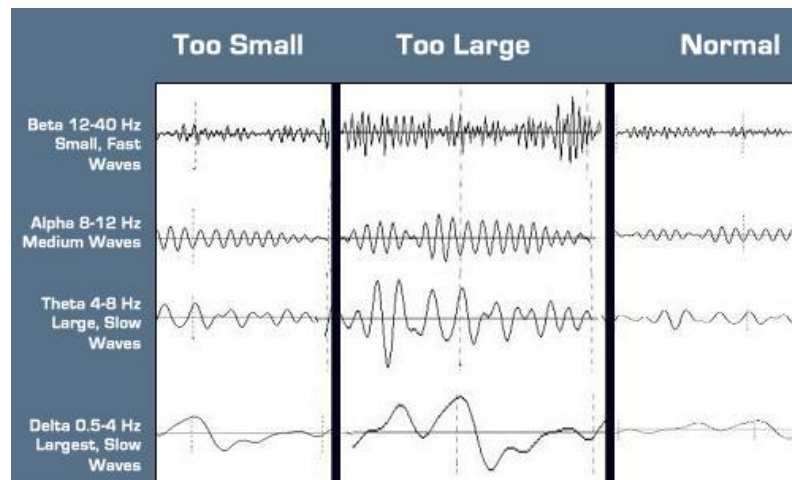 Too Small
Too Large
Normal
Beta 12-40 Hz
Small, Fast
Waves
Alpha 8-12 Hz
Medium Waves
Theta 4-8 Hz
Large, Slow
Waves
Delta 0.5-4 Hz
Largest, Slow
Waves